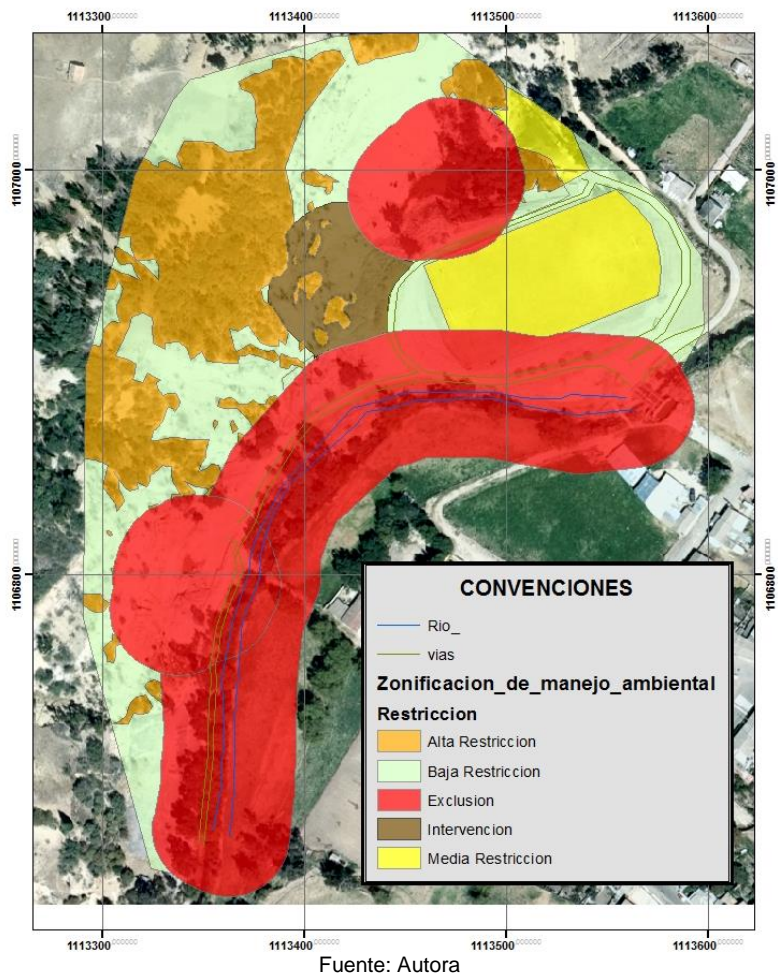 1113300 1113400 1113500 1113600
1107000 1107000
1106800 1106800
CONVENCIONES
Rio_
vias
Zonificacion_de_manejo_ambiental
Restriccion
Alta Restriccion
Baja Restriccion
Exclusion
Intervencion
Media Restriccion
1113300 1113400 1113500 1113600
Fuente: Autora